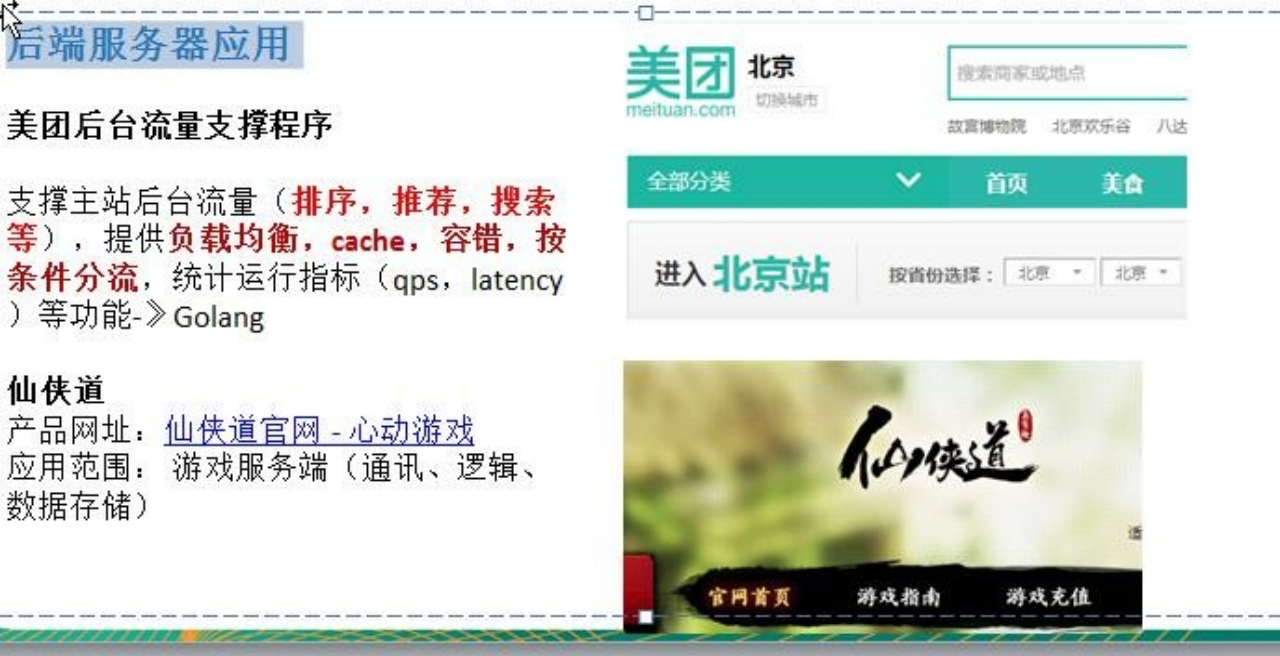 后端服务器应用
美团后台流量支撑程序
支撑主站后台流量（排序，推荐，搜索
等），提供负载均衡，cache，容错，按
条件分流，统计运行指标（qps，latency
）等功能-》Golang
仙侠道
产品网址：仙侠道官网 - 心动游戏
应用范围： 游戏服务端（通讯、逻辑、
数据存储）
美团
meituan.com
北京
切换城市
搜索商家或地点
故宫博物院 北京欢乐谷 八达
全部分类 首页 美食
进入北京站 按省份选择： 北京 北京
仙侠道
适
官网首页 游戏指南 游戏充值